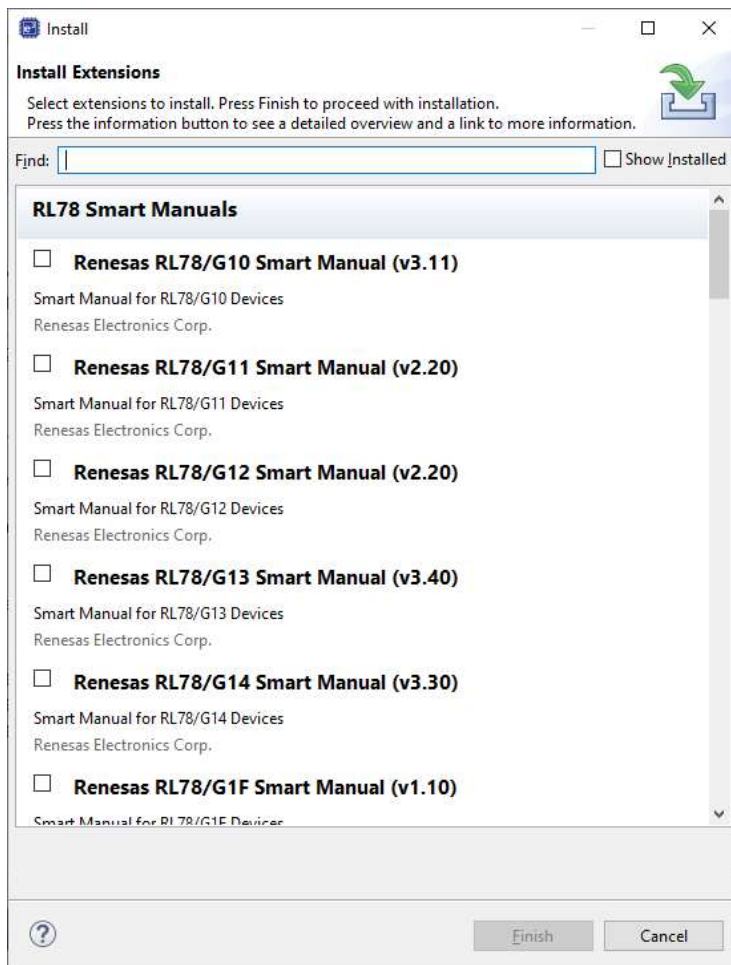 Install
Install Extensions
Select extensions to install. Press Finish to proceed with installation.
Press the information button to see a detailed overview and a link to more information.
Find:
Show Installed
RL78 Smart Manuals
Renesas RL78/G10 Smart Manual (v3.11)
Smart Manual for RL78/G10 Devices
Renesas Electronics Corp.
Renesas RL78/G11 Smart Manual (v2.20)
Smart Manual for RL78/G11 Devices
Renesas Electronics Corp.
Renesas RL78/G12 Smart Manual (v2.20)
Smart Manual for RL78/G12 Devices
Renesas Electronics Corp.
Renesas RL78/G13 Smart Manual (v3.40)
Smart Manual for RL78/G13 Devices
Renesas Electronics Corp.
Renesas RL78/G14 Smart Manual (v3.30)
Smart Manual for RL78/G14 Devices
Renesas Electronics Corp.
Renesas RL78/G1F Smart Manual (v1.10)
Smart Manual for RL78/G1F Devices
Finish
Cancel